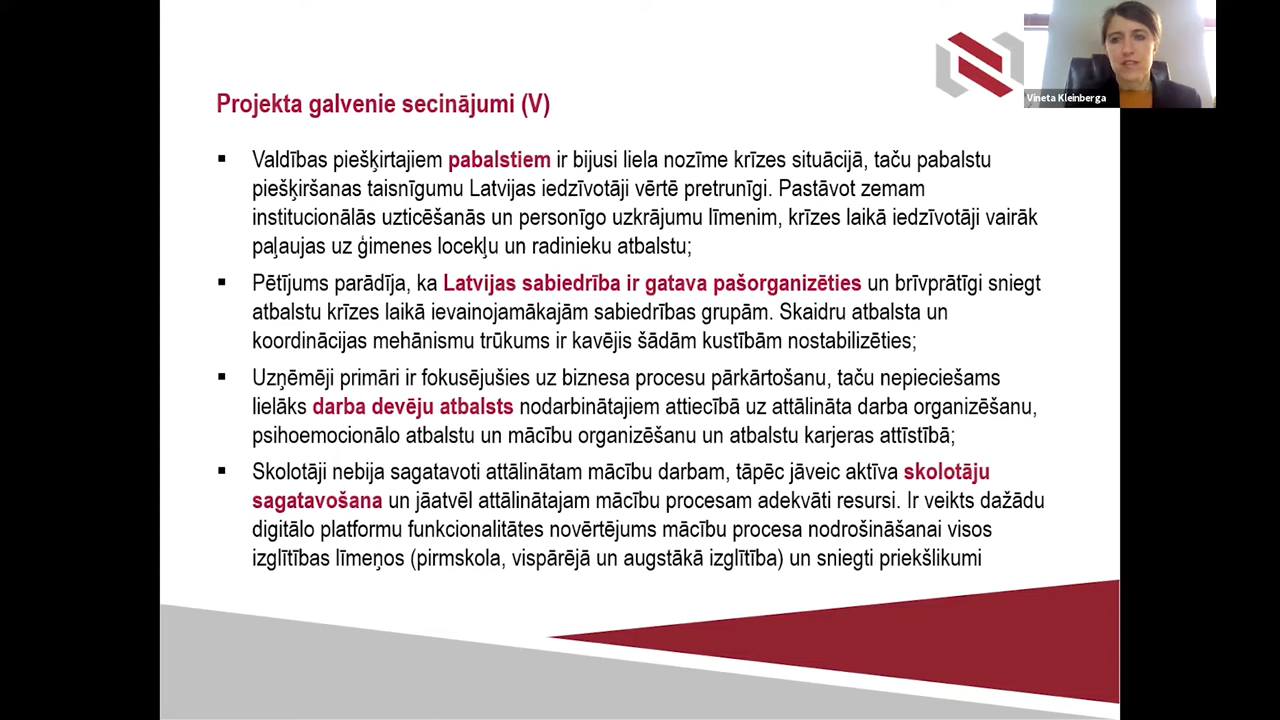 Vineta Kleinberga
Projekta galvenie secinājumi (V)
▪ Valdības piešķirtajiem pabalstiem ir bijusi liela nozīme krīzes situācijā, taču pabalstu
piešķiršanas taisnīgumu Latvijas iedzīvotāji vērtē pretrunīgi. Pastāvot zemam
institucionālās uzticēšanās un personīgo uzkrājumu līmenim, krīzes laikā iedzīvotāji vairāk
paļaujas uz ģimenes locekļu un radinieku atbalstu;
▪ Pētījums parādīja, ka Latvijas sabiedrība ir gatava pašorganizēties un brīvprātīgi sniegt
atbalstu krīzes laikā ievainojamākajām sabiedrības grupām. Skaidru atbalsta un
koordinācijas mehānismu trūkums ir kavējis šādām kustībām nostabilizēties;
▪ Uzņēmēji primāri ir fokusējušies uz biznesa procesu pārkārtošanu, taču nepieciešams
lielāks darba devēju atbalsts nodarbinātajiem attiecībā uz attālināta darba organizēšanu,
psihoemocionālo atbalstu un mācību organizēšanu un atbalstu karjeras attīstībā;
▪ Skolotāji nebija sagatavoti attālinātam mācību darbam, tāpēc jāveic aktīva skolotāju
sagatavošana un jāatvēl attālinātajam mācību procesam adekvāti resursi. Ir veikts dažādu
digitālo platformu funkcionalitātes novērtējums mācību procesa nodrošināšanai visos
izglītības līmeņos (pirmskola, vispārējā un augstākā izglītība) un sniegti priekšlikumi